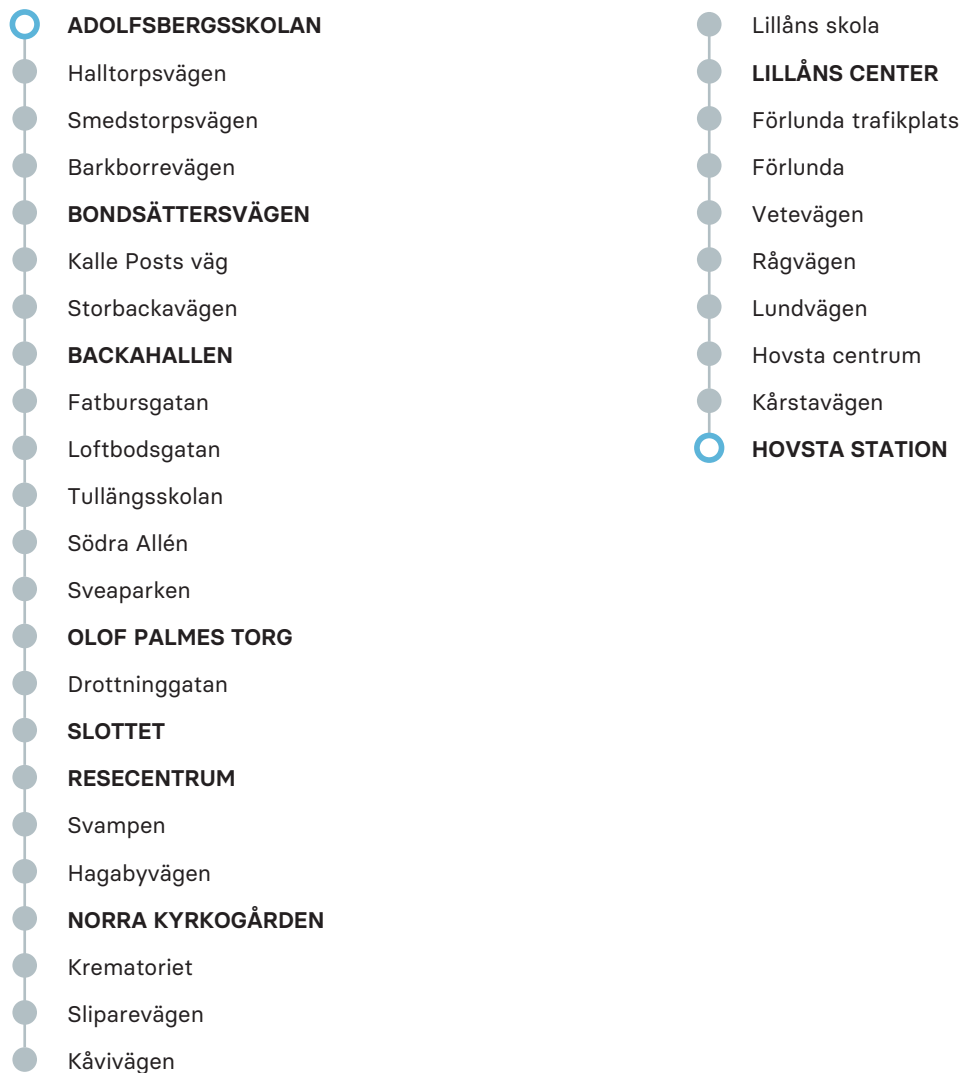 ADOLFSBERGSSKOLAN
Halltorpsvägen
Smedstorpsvägen
Barkborrevägen
BONDSÄTTERSVÄGEN
Kalle Posts väg
Storbackavägen
BACKAHALLEN
Fatbursgatan
Loftbodsgatan
Tullängsskolan
Södra Allén
Sveaparken
OLOF PALMES TORG
Drottninggatan
SLOTTET
RESECENTRUM
Svampen
Hagabyvägen
NORRA KYRKOGÅRDEN
Krematoriet
Sliparevägen
Kåvivägen
Lillåns skola
LILLÅNS CENTER
Förlunda trafikplats
Förlunda
Vetevägen
Rågvägen
Lundvägen
Hovsta centrum
Kårstavägen
HOVSTA STATION